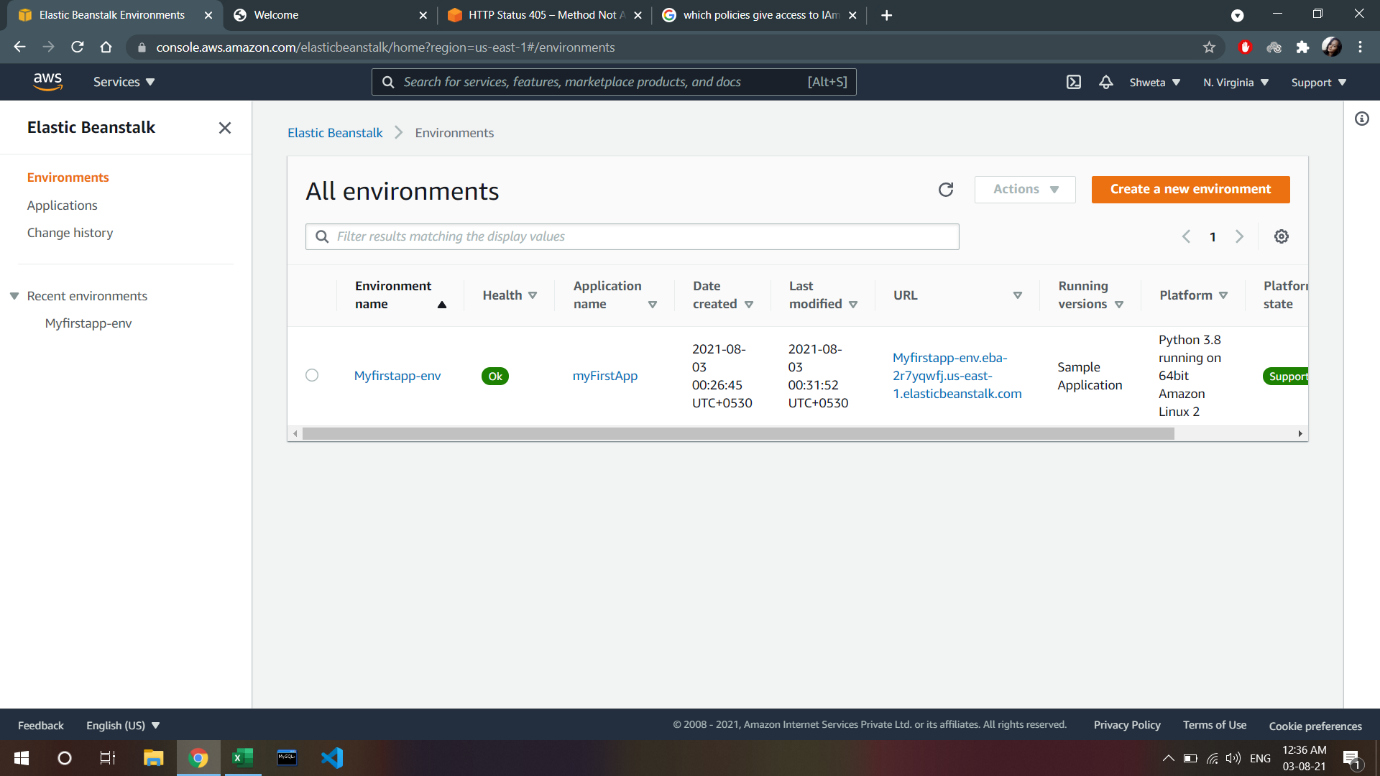 Elastic Beanstalk Environments
Welcome
HTTP Status 405 – Method Not A
which policies give access to IAm
console.aws.amazon.com/elasticbeanstalk/home?region=us-east-1#/environments
aws
Services
Search for services, features, marketplace products, and docs
[Alt+S]
Shweta
N. Virginia
Support
Elastic Beanstalk
Environments
Applications
Change history
Recent environments
Myfirstapp-env
Elastic Beanstalk
Environments
All environments
Actions
Create a new environment
Filter results matching the display values
1
Environment
name
Health
Application
name
Date
created
Last
modified
URL
Running
versions
Platform
Platform
state
Myfirstapp-env
Ok
myFirstApp
2021-08-
03
00:26:45
UTC+0530
2021-08-
03
00:31:52
UTC+0530
Myfirstapp-env.eba-
2r7yqwfj.us-east-
1.elasticbeanstalk.com
Sample
Application
Python 3.8
running on
64bit
Amazon
Linux 2
Support
Feedback
English (US)
© 2008 - 2021, Amazon Internet Services Private Ltd. or its affiliates. All rights reserved.
Privacy Policy
Terms of Use
Cookie preferences
MySQL
ENG
12:36 AM
03-08-21
1